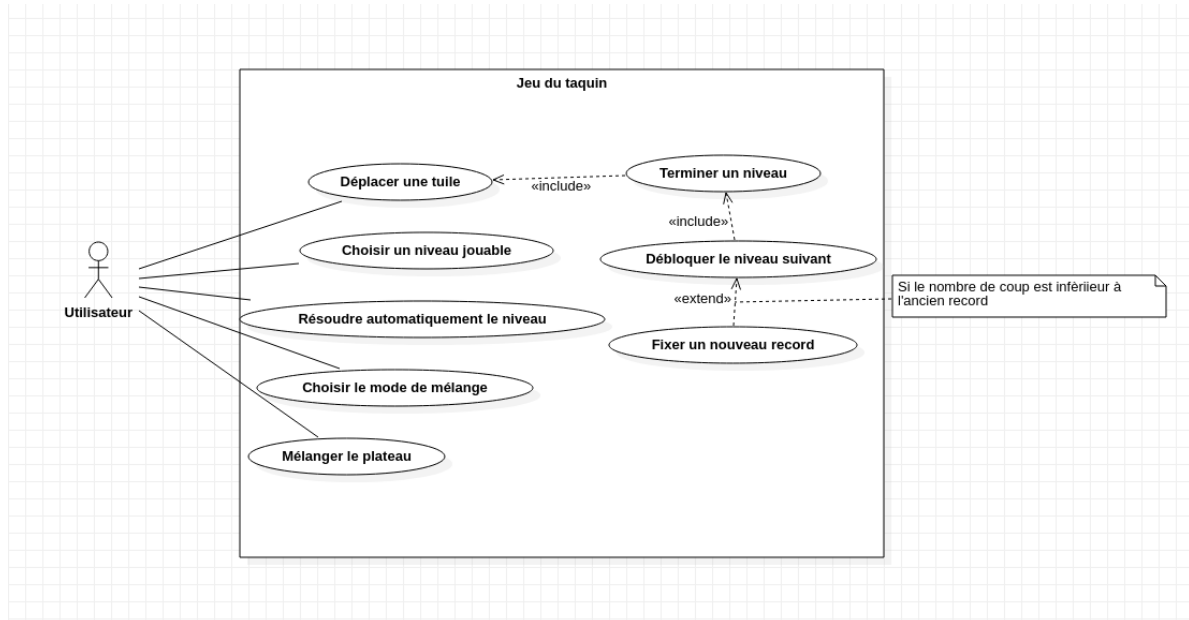 Jeu du taquin
Déplacer une tuile
«include»
Terminer un niveau
«include»
Choisir un niveau jouable
Débloquer le niveau suivant
Utilisateur
«extend»
Si le nombre de coup est infèriieur à
l'ancien record
Résoudre automatiquement le niveau
Fixer un nouveau record
Choisir le mode de mélange
Mélanger le plateau